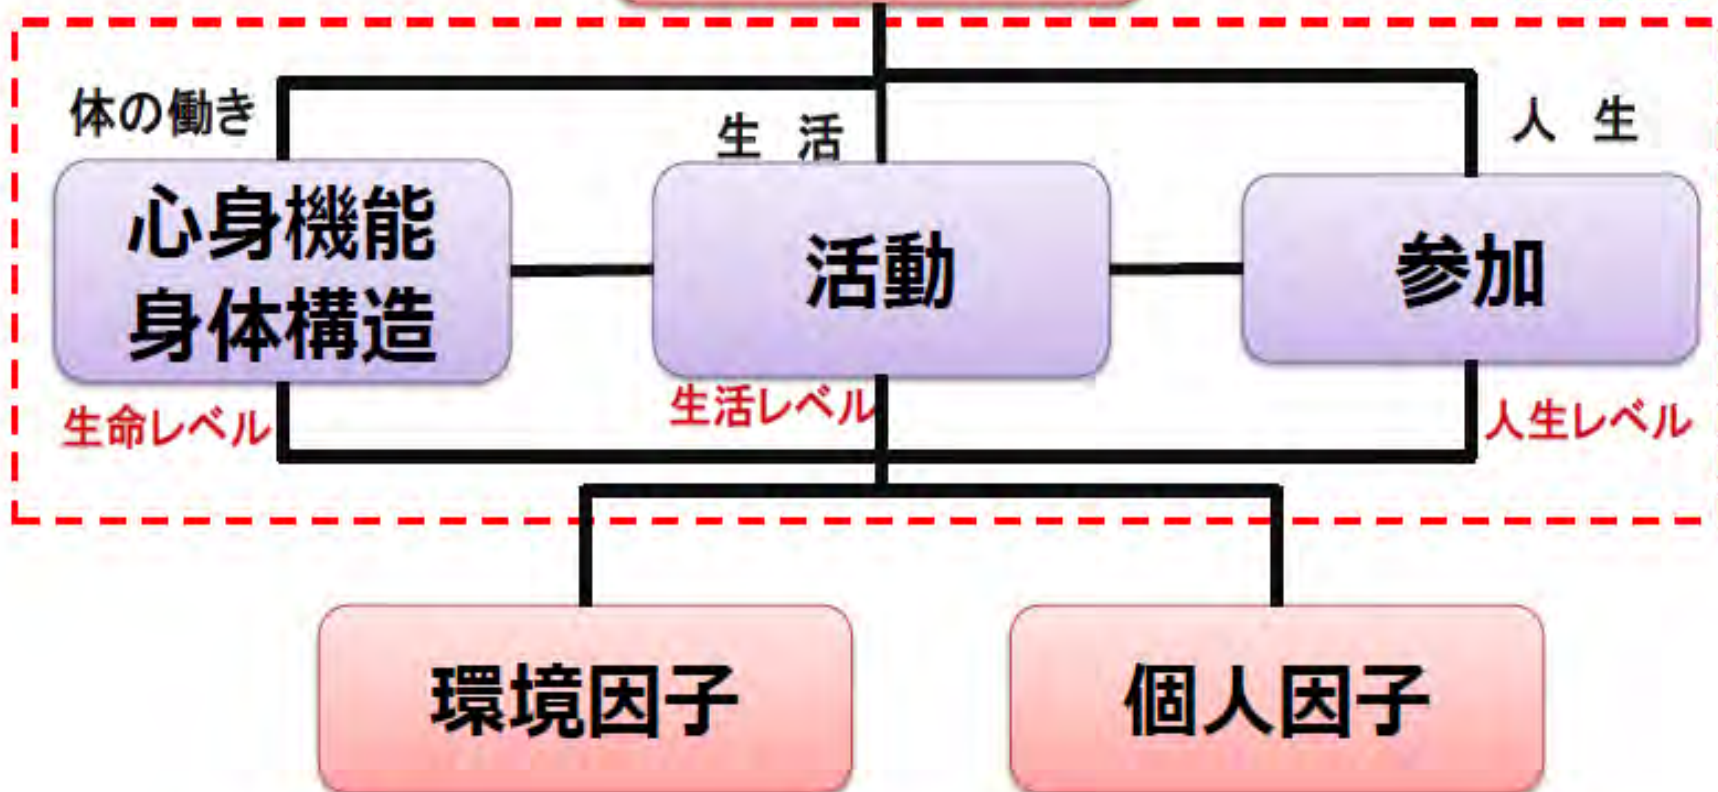 体の働き
生 活
人 生
心身機能
身体構造
活動
参加
生命レベル
生活レベル
人生レベル
環境因子
個人因子